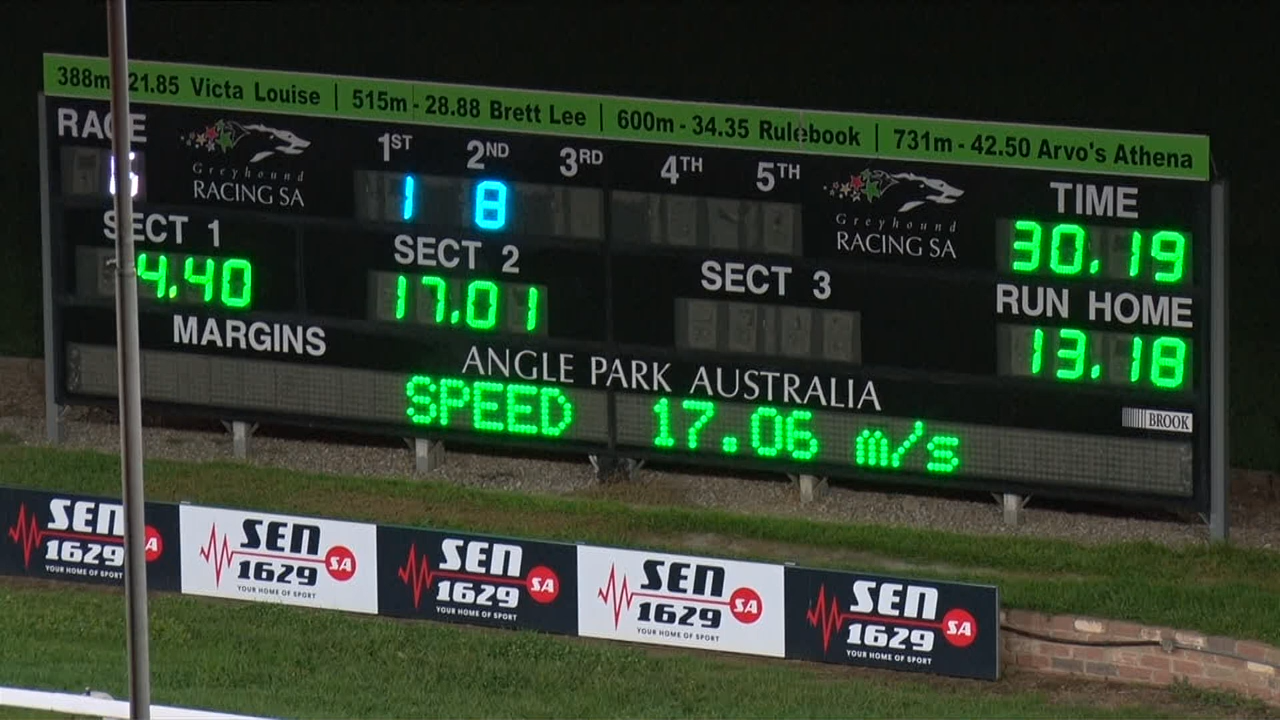 388m 21.85 Victa Louise | 515m - 28.88 Brett Lee | 600m - 34.35 Rulebook | 731m - 42.50 Arvo's Athena
RACE
Greyhound
RACING SA
1ST 2ND 3RD 4TH 5TH
1 8
Greyhound
RACING SA
TIME
30.19
SECT 1
4.40
SECT 2
17.01
SECT 3
RUN HOME
13.18
MARGINS
ANGLE PARK AUSTRALIA
SPEED 17.06 m/s
BROOK
SEN
1629 SA
YOUR HOME OF SPORT
SEN
1629 SA
YOUR HOME OF SPORT
SEN
1629 SA
YOUR HOME OF SPORT
SEN
1629 SA
YOUR HOME OF SPORT
SEN
1629 SA
YOUR HOME OF SPORT